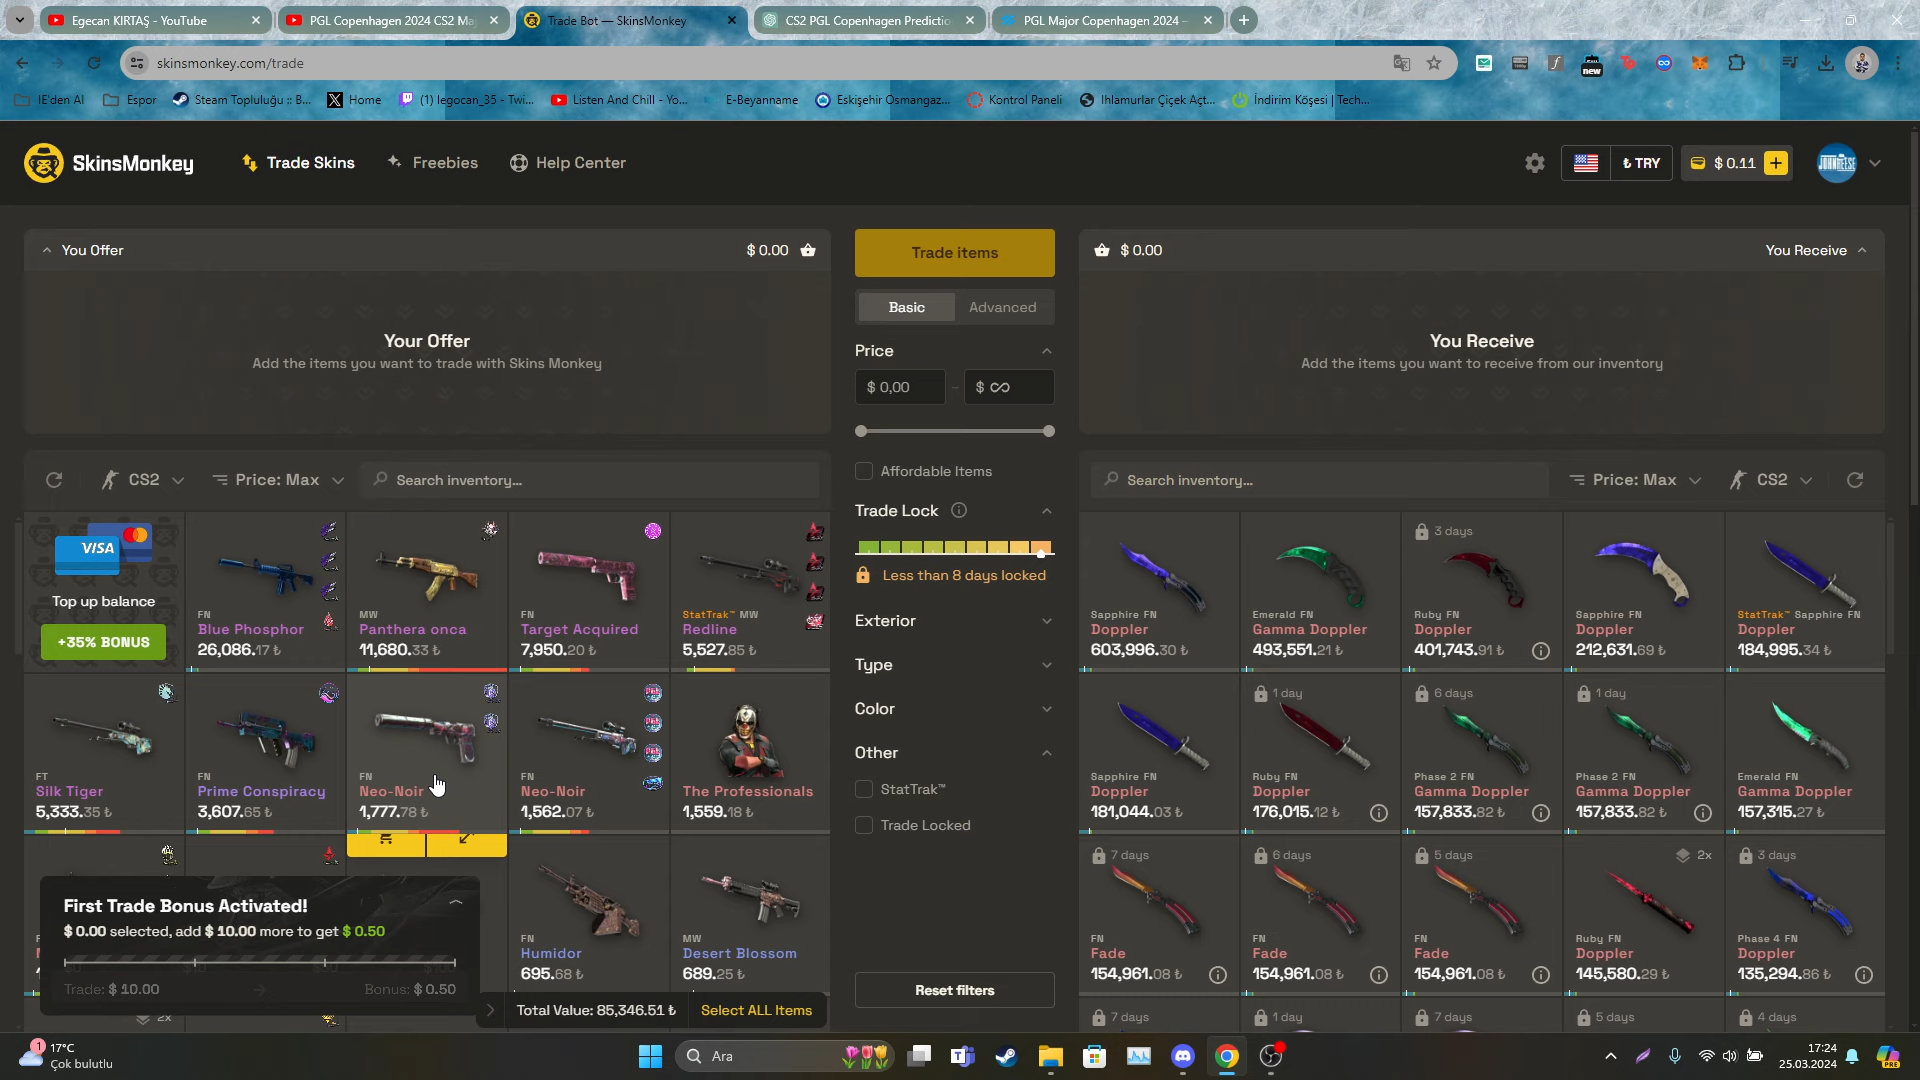 Egecan KIRTAŞ - YouTube
PGL Copenhagen 2024 CS2 Ma
Trade Bot — SkinsMonkey
CS2 PGL Copenhagen Predictio
PGL Major Copenhagen 2024 –
skinsmonkey.com/trade
new
IE'den Al
Espor
Steam Topluluğu :: B...
Home
(1) legocan_35 - Twi...
Listen And Chill - Yo...
E-Beyanname
Eskişehir Osmangaz...
Kontrol Paneli
Ihlamurlar Çiçek Açt...
İndirim Köşesi | Tech...
SkinsMonkey
Trade Skins
Freebies
Help Center
₺ TRY
$ 0.11
You Offer
$ 0.00
Your Offer
Add the items you want to trade with Skins Monkey
Trade items
Basic
Advanced
Price
$ 0,00
–
$ ∞
Affordable Items
Trade Lock
Less than 8 days locked
Exterior
Type
Color
Other
StatTrak™
Trade Locked
Reset filters
$ 0.00
You Receive
You Receive
Add the items you want to receive from our inventory
CS2
Price: Max
Search inventory...
VISA
Top up balance
+35% BONUS
FN
Blue Phosphor
26,086.17 ₺
MW
Panthera onca
11,680.33 ₺
FN
Target Acquired
7,950.20 ₺
StatTrak™ MW
Redline
5,527.85 ₺
FT
Silk Tiger
5,333.35 ₺
FN
Prime Conspiracy
3,607.65 ₺
FN
Neo-Noir
1,777.78 ₺
FN
Neo-Noir
1,562.07 ₺
The Professionals
1,559.18 ₺
FN
Humidor
695.68 ₺
MW
Desert Blossom
689.25 ₺
First Trade Bonus Activated!
$ 0.00 selected, add $ 10.00 more to get $ 0.50
Trade: $ 10.00
Bonus: $ 0.50
2x
Total Value: 85,346.51 ₺
Select ALL Items
Search inventory...
Price: Max
CS2
Sapphire FN
Doppler
603,996.30 ₺
Emerald FN
Gamma Doppler
493,551.21 ₺
3 days
Ruby FN
Doppler
401,743.91 ₺
Sapphire FN
Doppler
212,631.69 ₺
StatTrak™ Sapphire FN
Doppler
184,995.34 ₺
Sapphire FN
Doppler
181,044.03 ₺
1 day
Ruby FN
Doppler
176,015.12 ₺
6 days
Phase 2 FN
Gamma Doppler
157,833.82 ₺
1 day
Phase 2 FN
Gamma Doppler
157,833.82 ₺
Emerald FN
Gamma Doppler
157,315.27 ₺
7 days
FN
Fade
154,961.08 ₺
6 days
FN
Fade
154,961.08 ₺
5 days
FN
Fade
154,961.08 ₺
2x
Ruby FN
Doppler
145,580.29 ₺
3 days
Phase 4 FN
Doppler
135,294.86 ₺
7 days
1 day
7 days
5 days
4 days
1
17°C
Çok bulutlu
Ara
17:24
25.03.2024
PRE